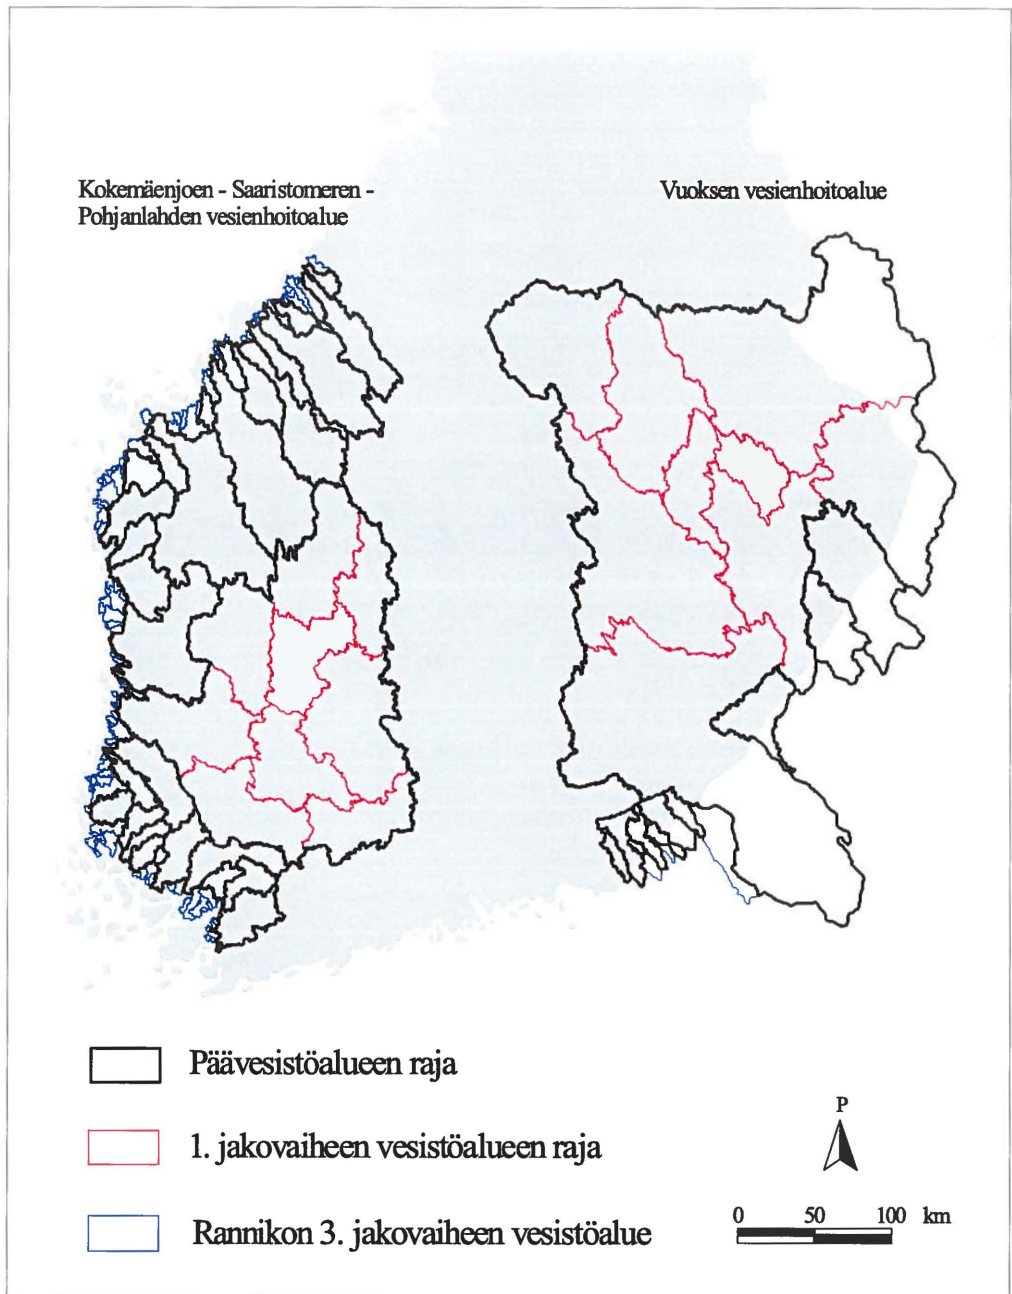 Kokemäenjoen - Saaristomeren -
Pohjanlahden vesienhoitoalue
Vuoksen vesienhoitoalue
Päävesistöalueen raja
1. jakovaiheen vesistöalueen raja
Rannikon 3. jakovaiheen vesistöalue
P
0 50 100 km